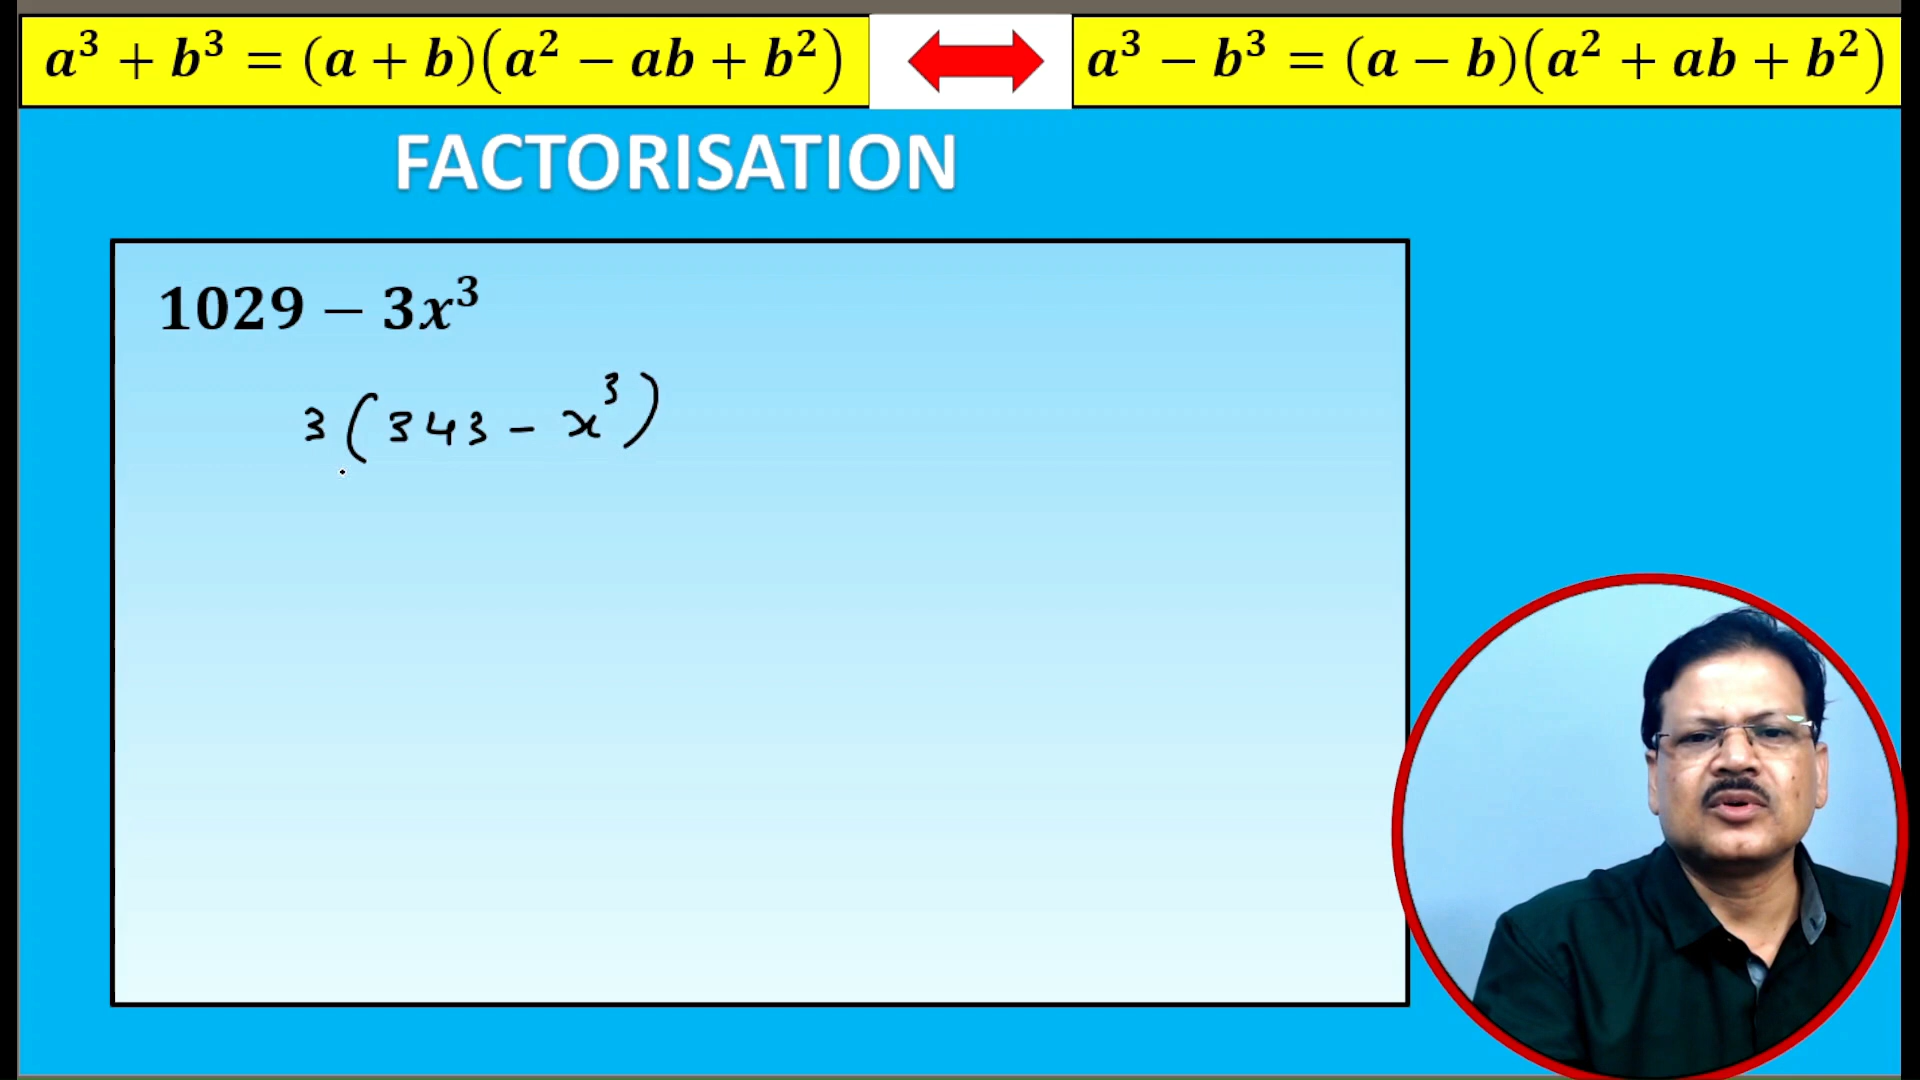 a³ + b³ = (a + b)(a² − ab + b²)
a³ − b³ = (a − b)(a² + ab + b²)
FACTORISATION
1029 − 3x³
3(343 - x³)